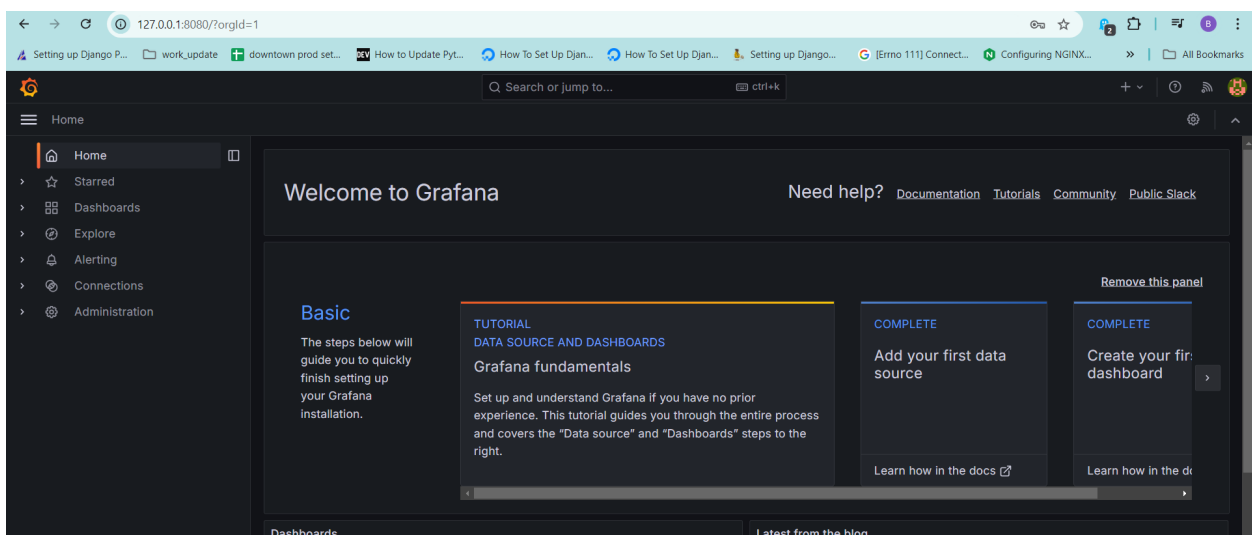 127.0.0.1:8080/?orgId=1
2
B
Setting up Django P... work_update downtown prod set... DEV How to Update Pyt... How To Set Up Djan... How To Set Up Djan... Setting up Django... G [Errno 111] Connect... N Configuring NGINX... » All Bookmarks
Search or jump to... ctrl+k
Home
Home
Starred
Dashboards
Explore
Alerting
Connections
Administration
Welcome to Grafana
Need help? Documentation Tutorials Community Public Slack
Remove this panel
Basic
The steps below will
guide you to quickly
finish setting up
your Grafana
installation.
TUTORIAL
DATA SOURCE AND DASHBOARDS
Grafana fundamentals
Set up and understand Grafana if you have no prior
experience. This tutorial guides you through the entire process
and covers the “Data source” and “Dashboards” steps to the
right.
COMPLETE
Add your first data
source
Learn how in the docs
COMPLETE
Create your firs
dashboard
Learn how in the do
Dashboards
Latest from the blog